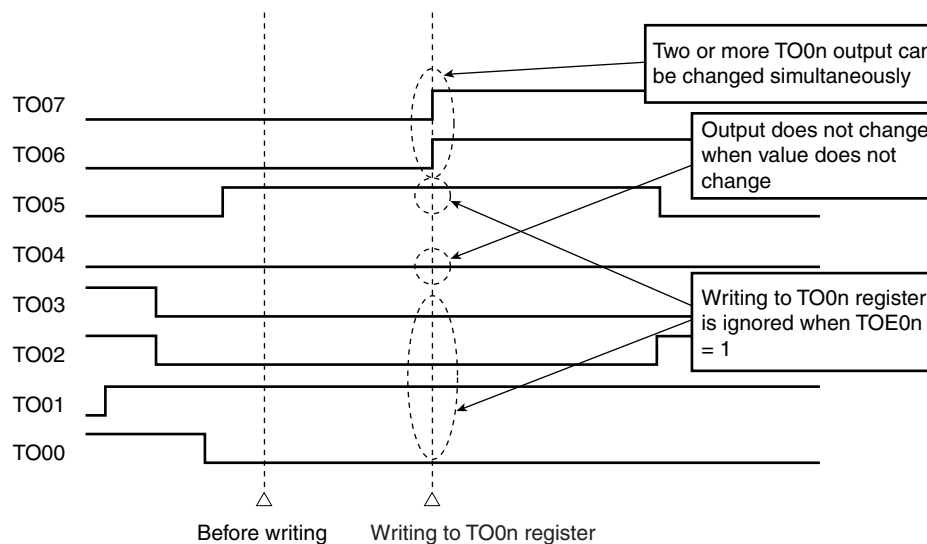 Two or more TO0n output can
be changed simultaneously
TO07
Output does not change
when value does not
change
TO06
TO05
TO04
TO03
Writing to TO0n register
is ignored when TOE0n
= 1
TO02
TO01
TO00
Before writing
Writing to TO0n register